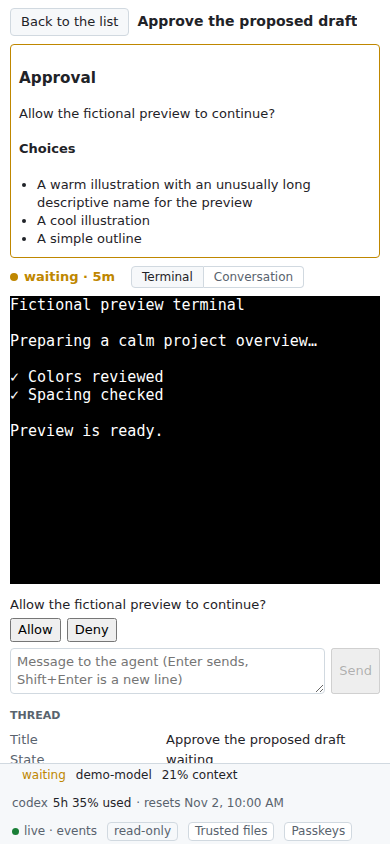 Back to the list Approve the proposed draft
Approval
Allow the fictional preview to continue?
Choices
• A warm illustration with an unusually long
descriptive name for the preview
• A cool illustration
• A simple outline
waiting · 5m Terminal Conversation
Fictional preview terminal
Preparing a calm project overview…
✓ Colors reviewed
✓ Spacing checked
Preview is ready.
Allow the fictional preview to continue?
Allow Deny
Message to the agent (Enter sends,
Shift+Enter is a new line)
Send
THREAD
Title Approve the proposed draft
State waiting
waiting demo-model 21% context
codex 5h 35% used · resets Nov 2, 10:00 AM
live · events read-only Trusted files Passkeys